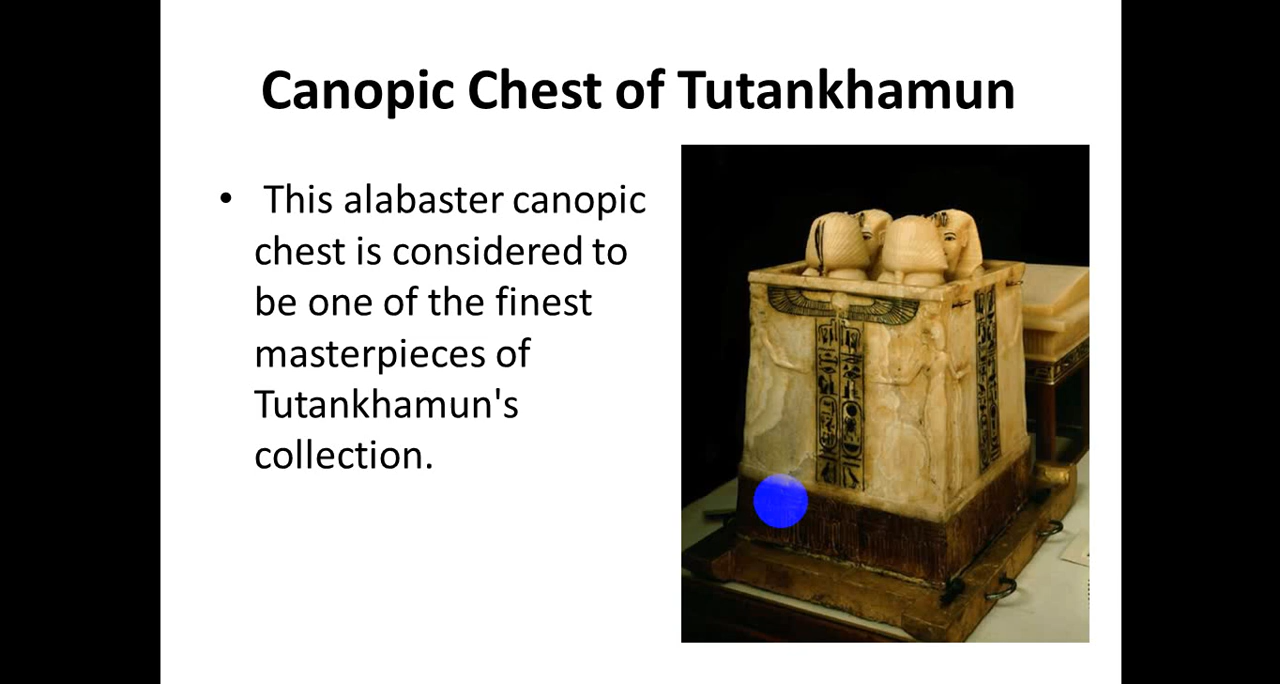 Canopic Chest of Tutankhamun
• This alabaster canopic
chest is considered to
be one of the finest
masterpieces of
Tutankhamun's
collection.